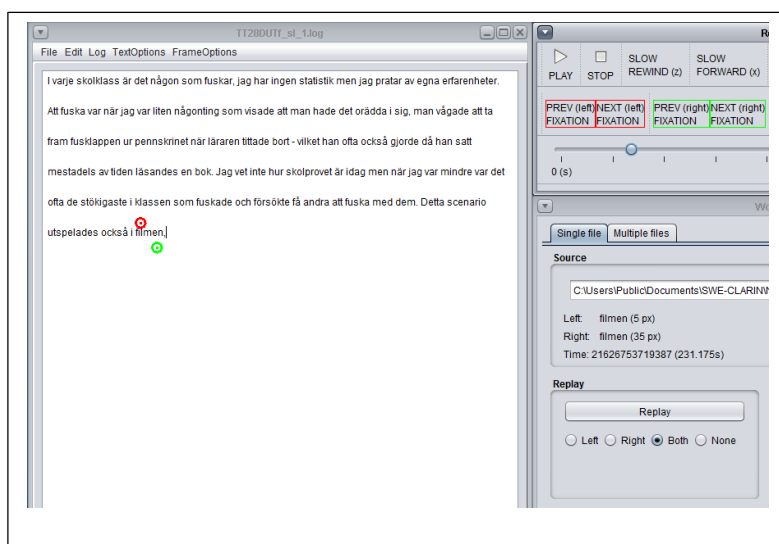 TT28DUTf_sl_1.log
File Edit Log TextOptions FrameOptions
I varje skolklass är det någon som fuskar, jag har ingen statistik men jag pratar av egna erfarenheter.
Att fuska var när jag var liten någonting som visade att man hade det orädda i sig, man vågade att ta
fram fusklappen ur pennskrinet när läraren tittade bort - vilket han ofta också gjorde då han satt
mestadels av tiden läsandes en bok. Jag vet inte hur skolprovet är idag men när jag var mindre var det
ofta de stökigaste i klassen som fuskade och försökte få andra att fuska med dem. Detta scenario
utspelades också i filmen,
PLAY
STOP
SLOW
REWIND (z)
SLOW
FORWARD (x)
PREV (left)
FIXATION
NEXT (left)
FIXATION
PREV (right)
FIXATION
NEXT (right)
FIXATION
0 (s)
Single file
Multiple files
Source
C:\Users\Public\Documents\SWE-CLARIN\
Left: filmen (5 px)
Right: filmen (35 px)
Time: 21626753719387 (231.175s)
Replay
Replay
Left Right Both None